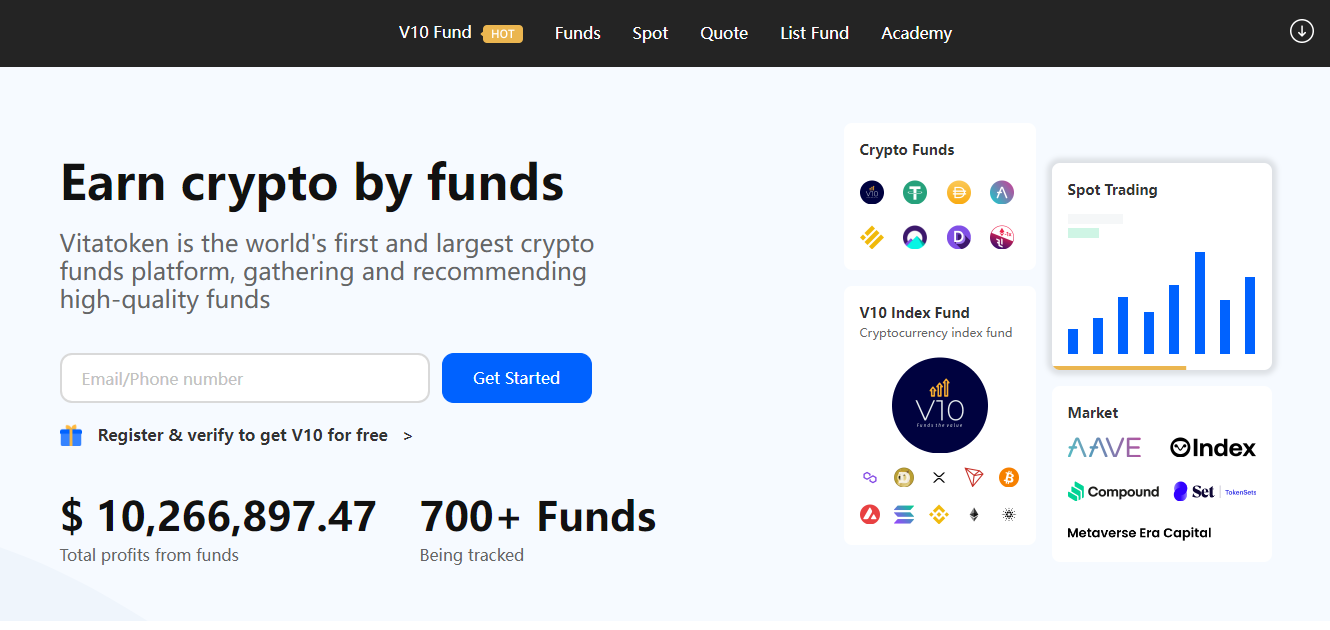 V10 Fund HOT Funds Spot Quote List Fund Academy
Earn crypto by funds
Vitatoken is the world's first and largest crypto
funds platform, gathering and recommending
high-quality funds
Email/Phone number
Get Started
Register & verify to get V10 for free >
$ 10,266,897.47
Total profits from funds
700+ Funds
Being tracked
Crypto Funds
V10 Index Fund
Cryptocurrency index fund
V10
funds the value
Spot Trading
Market
AAVE
Index
Compound
Set TokenSets
Metaverse Era Capital